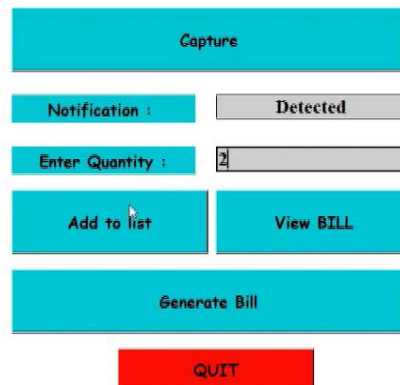 Capture
Notification : Detected
Enter Quantity : 2
Add to list View BILL
Generate Bill
QUIT